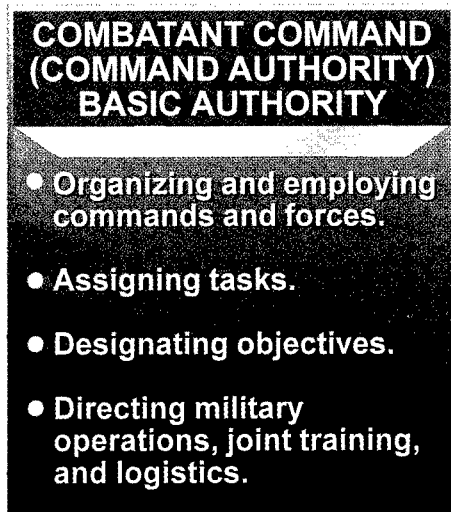 COMBATANT COMMAND
(COMMAND AUTHORITY)
BASIC AUTHORITY
● Organizing and employing
commands and forces.
● Assigning tasks.
● Designating objectives.
● Directing military
operations, joint training,
and logistics.